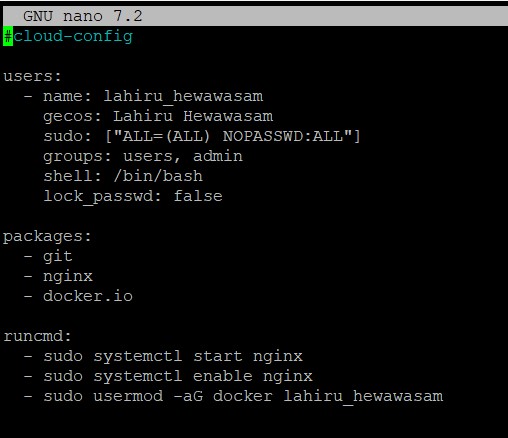 GNU nano 7.2
#cloud-config
users:
  - name: lahiru_hewawasam
    gecos: Lahiru Hewawasam
    sudo: ["ALL=(ALL) NOPASSWD:ALL"]
    groups: users, admin
    shell: /bin/bash
    lock_passwd: false
packages:
  - git
  - nginx
  - docker.io
runcmd:
  - sudo systemctl start nginx
  - sudo systemctl enable nginx
  - sudo usermod -aG docker lahiru_hewawasam